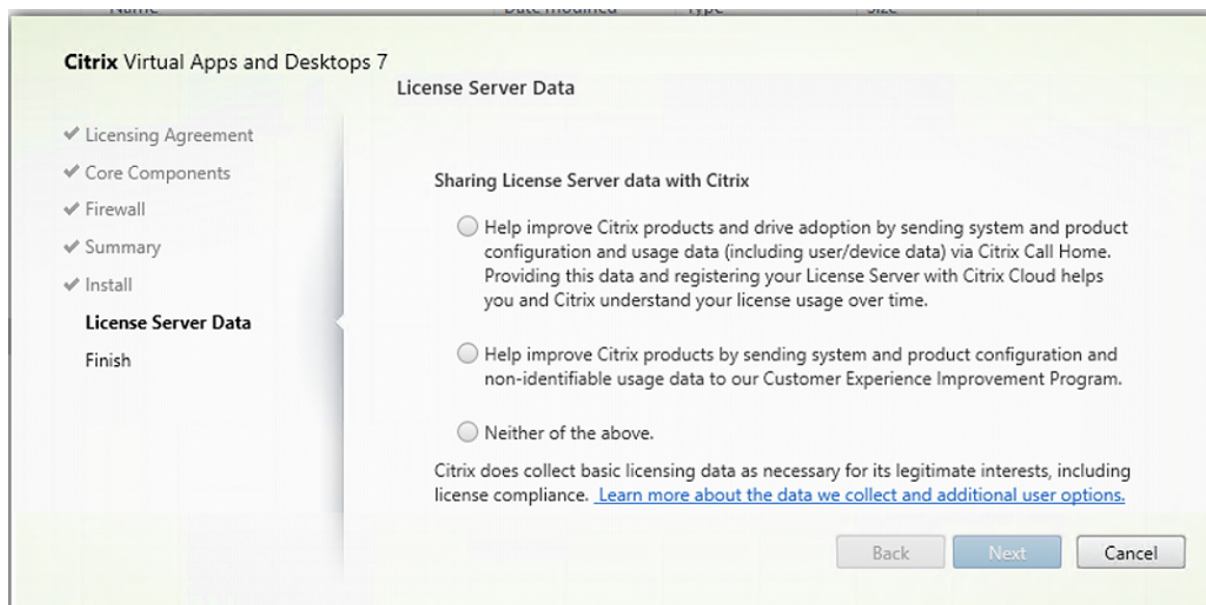 Name Date modified Type Size
Citrix Virtual Apps and Desktops 7
License Server Data
✔ Licensing Agreement
✔ Core Components
✔ Firewall
✔ Summary
✔ Install
License Server Data
Finish
Sharing License Server data with Citrix
Help improve Citrix products and drive adoption by sending system and product
configuration and usage data (including user/device data) via Citrix Call Home.
Providing this data and registering your License Server with Citrix Cloud helps
you and Citrix understand your license usage over time.
Help improve Citrix products by sending system and product configuration and
non-identifiable usage data to our Customer Experience Improvement Program.
Neither of the above.
Citrix does collect basic licensing data as necessary for its legitimate interests, including
license compliance. Learn more about the data we collect and additional user options.
Back Next Cancel